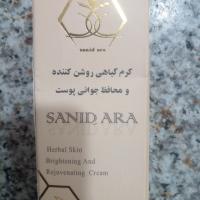 sanid ara
کرم گیاهی روشن کننده
و محافظ جوانی پوست
SANID ARA
Herbal Skin
Brightening And
Rejuvenating Cream